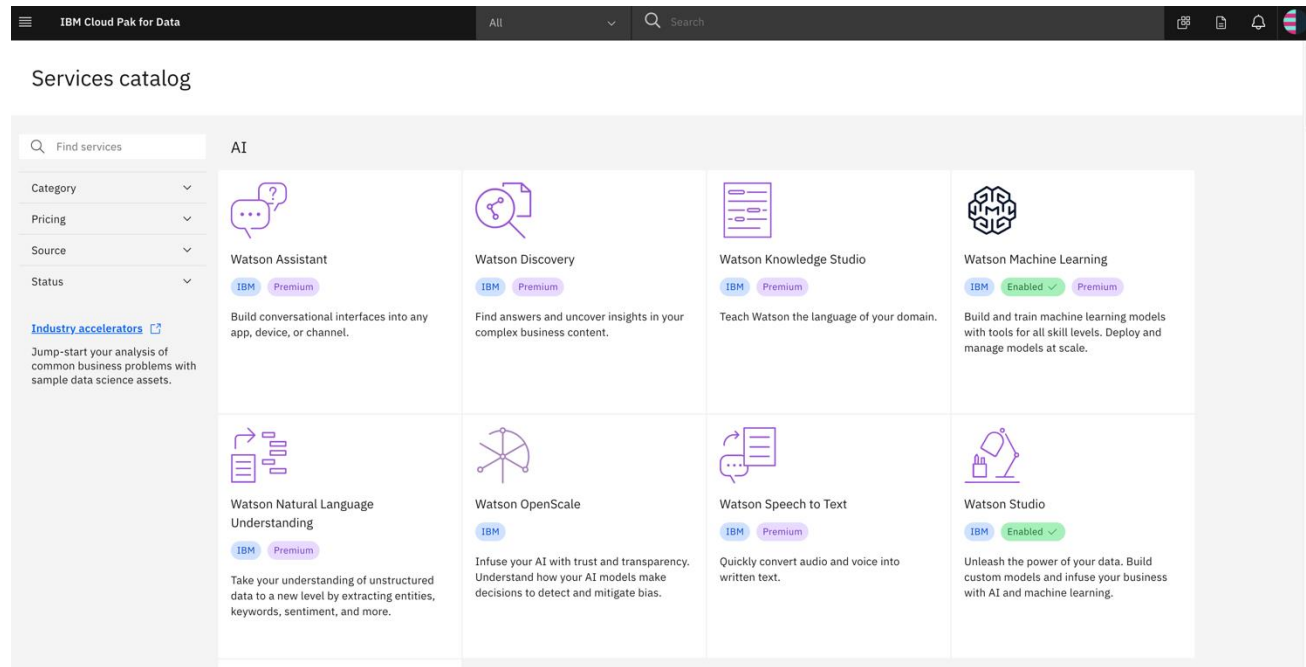 IBM Cloud Pak for Data
All
Search
Services catalog
Find services
Category
Pricing
Source
Status
Industry accelerators
Jump-start your analysis of
common business problems with
sample data science assets.
AI
Watson Assistant
IBM Premium
Build conversational interfaces into any
app, device, or channel.
Watson Discovery
IBM Premium
Find answers and uncover insights in your
complex business content.
Watson Knowledge Studio
IBM Premium
Teach Watson the language of your domain.
Watson Machine Learning
IBM Enabled Premium
Build and train machine learning models
with tools for all skill levels. Deploy and
manage models at scale.
Watson Natural Language
Understanding
IBM Premium
Take your understanding of unstructured
data to a new level by extracting entities,
keywords, sentiment, and more.
Watson OpenScale
IBM
Infuse your AI with trust and transparency.
Understand how your AI models make
decisions to detect and mitigate bias.
Watson Speech to Text
IBM Premium
Quickly convert audio and voice into
written text.
Watson Studio
IBM Enabled
Unleash the power of your data. Build
custom models and infuse your business
with AI and machine learning.